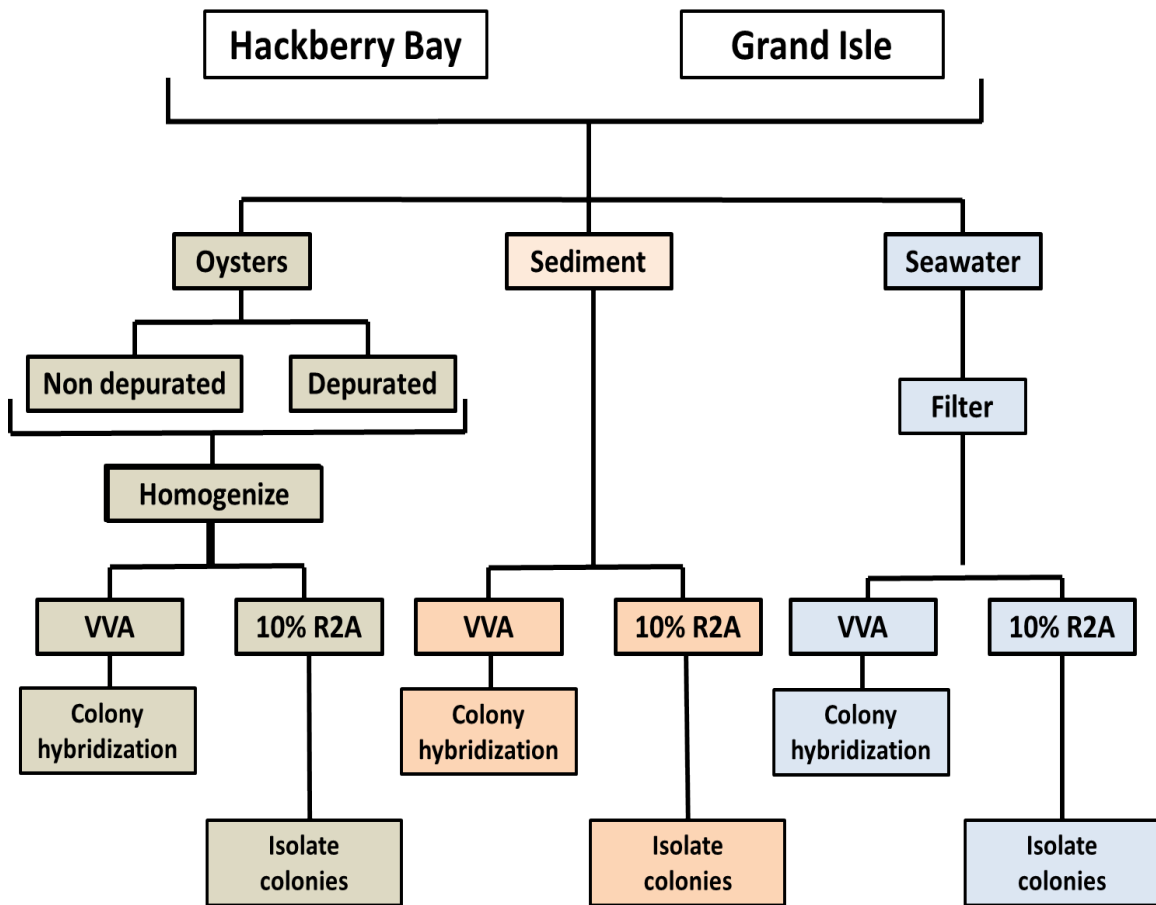 Hackberry Bay
Grand Isle
Oysters
Sediment
Seawater
Non depurated
Depurated
Filter
Homogenize
VVA
10% R2A
VVA
10% R2A
VVA
10% R2A
Colony
hybridization
Colony
hybridization
Colony
hybridization
Isolate
colonies
Isolate
colonies
Isolate
colonies